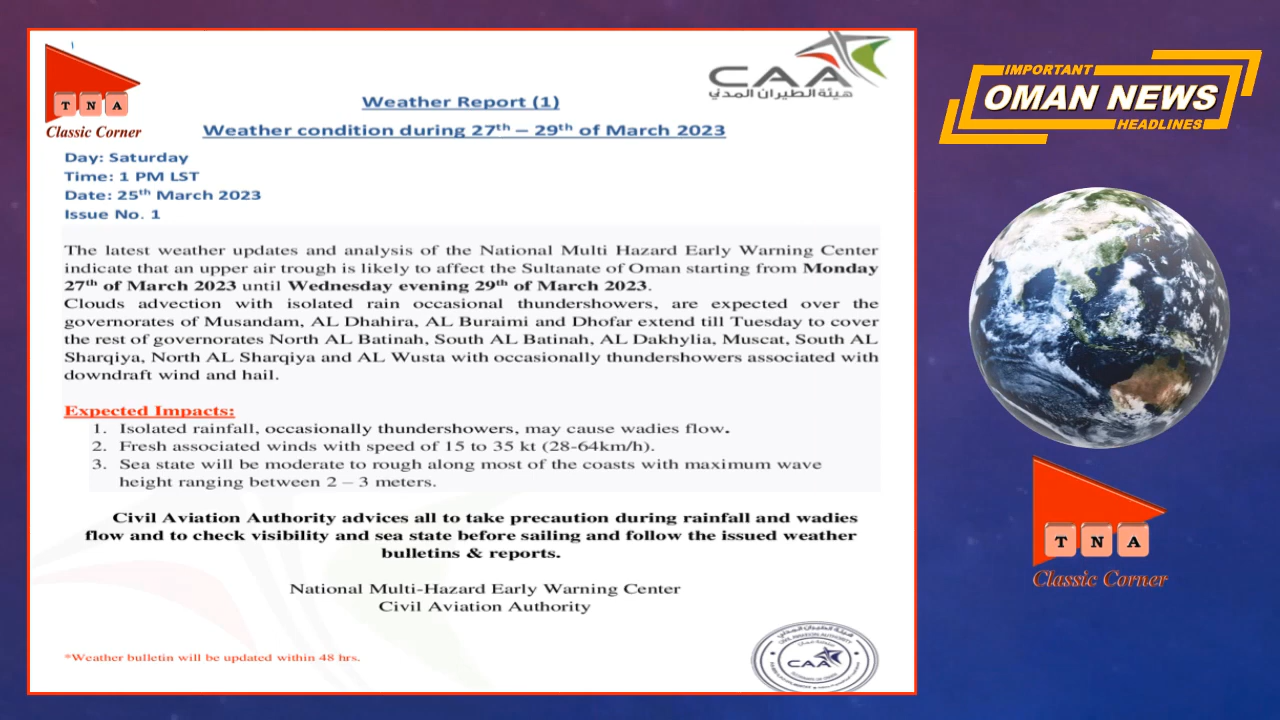 TNA
Classic Corner
CAA
هيئة الطيران المدني
Weather Report (1)
Weather condition during 27th – 29th of March 2023
Day: Saturday
Time: 1 PM LST
Date: 25th March 2023
Issue No. 1
The latest weather updates and analysis of the National Multi Hazard Early Warning Center
indicate that an upper air trough is likely to affect the Sultanate of Oman starting from Monday
27th of March 2023 until Wednesday evening 29th of March 2023.
Clouds advection with isolated rain occasional thundershowers, are expected over the
governorates of Musandam, AL Dhahira, AL Buraimi and Dhofar extend till Tuesday to cover
the rest of governorates North AL Batinah, South AL Batinah, AL Dakhylia, Muscat, South AL
Sharqiya, North AL Sharqiya and AL Wusta with occasionally thundershowers associated with
downdraft wind and hail.
Expected Impacts:
1. Isolated rainfall, occasionally thundershowers, may cause wadies flow.
2. Fresh associated winds with speed of 15 to 35 kt (28-64km/h).
3. Sea state will be moderate to rough along most of the coasts with maximum wave
height ranging between 2 – 3 meters.
Civil Aviation Authority advices all to take precaution during rainfall and wadies
flow and to check visibility and sea state before sailing and follow the issued weather
bulletins & reports.
National Multi-Hazard Early Warning Center
Civil Aviation Authority
*Weather bulletin will be updated within 48 hrs.
هيئة الطيران المدني
CIVIL AVIATION AUTHORITY
CAA
IMPORTANT
OMAN NEWS
HEADLINES
TNA
Classic Corner